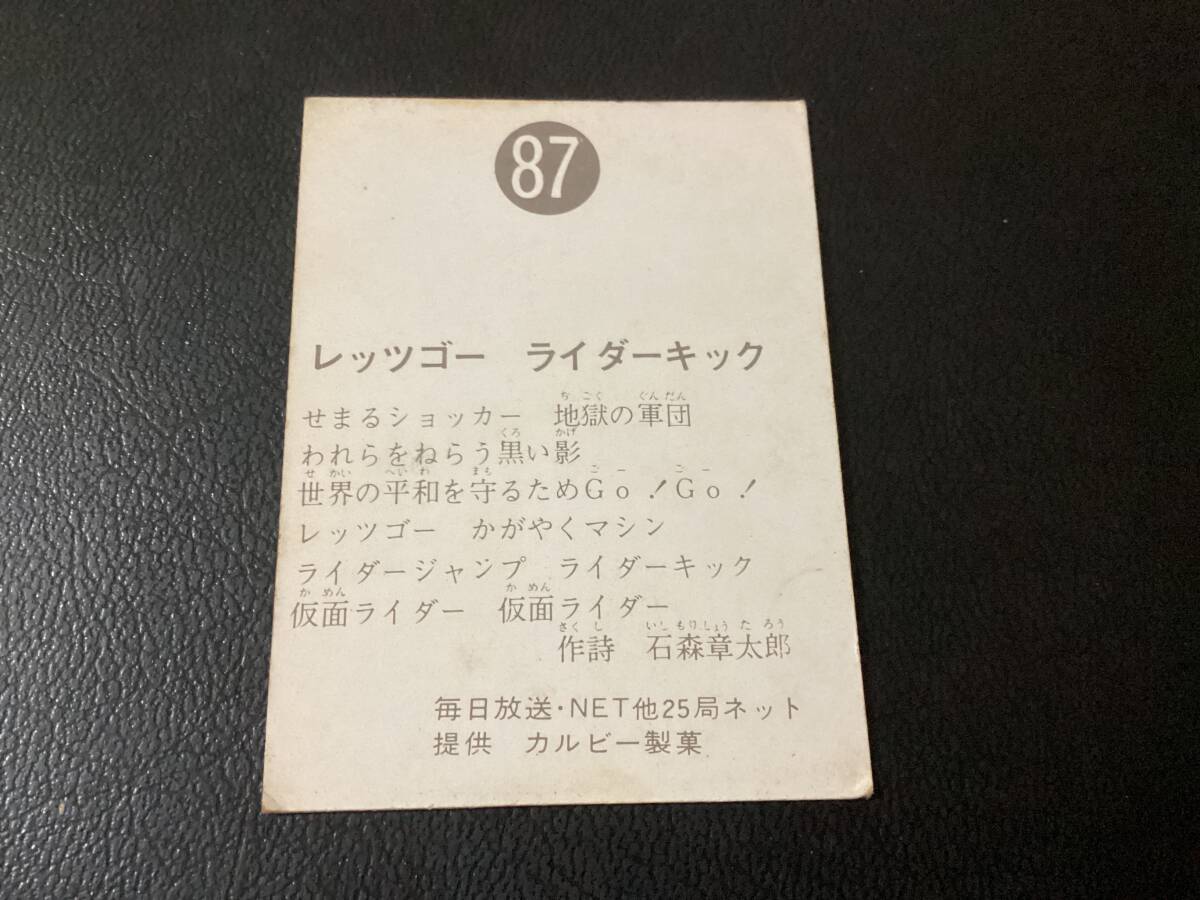 87
レッツゴー　ライダーキック
せまるショッカー　地獄の軍団
われらをねらう黒い影
世界の平和を守るためGo！Go！
レッツゴー　かがやくマシン
ライダージャンプ　ライダーキック
仮面ライダー　仮面ライダー
作詩　石森章太郎
毎日放送・NET他25局ネット
提供　カルビー製菓